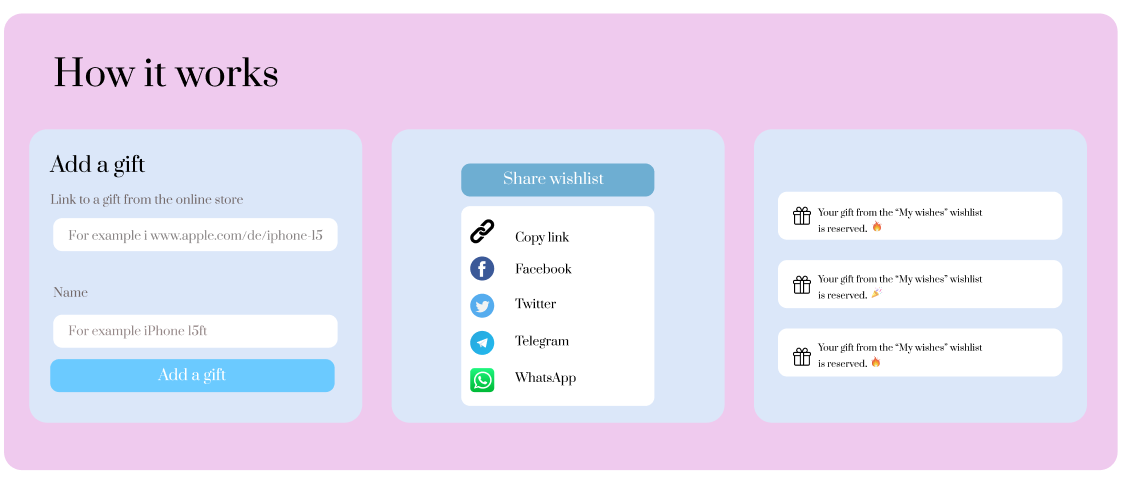 How it works
Add a gift
Link to a gift from the online store
For example i www.apple.com/de/iphone-15
Name
For example iPhone 15ft
Add a gift
Share wishlist
Copy link
Facebook
Twitter
Telegram
WhatsApp
Your gift from the “My wishes” wishlist
is reserved. 🔥
Your gift from the “My wishes” wishlist
is reserved. 🎉
Your gift from the “My wishes” wishlist
is reserved. 🔥